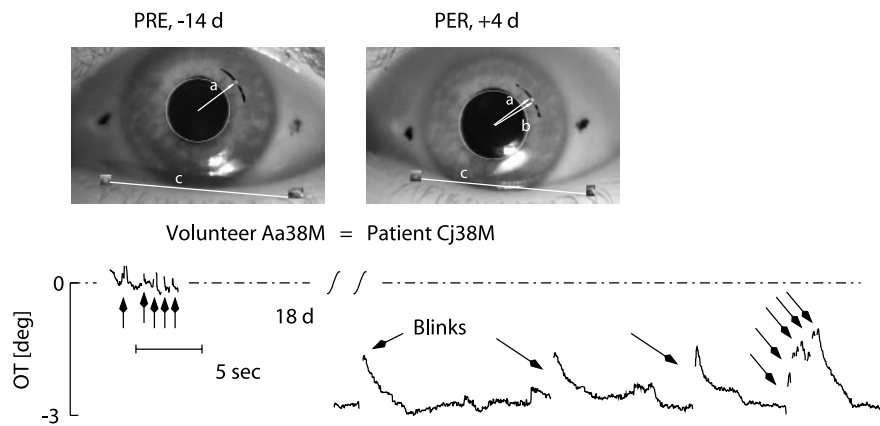 PRE, -14 d
PER, +4 d
a
c
a
b
c
Volunteer Aa38M = Patient Cj38M
0
18 d
Blinks
5 sec
OT [deg]
-3